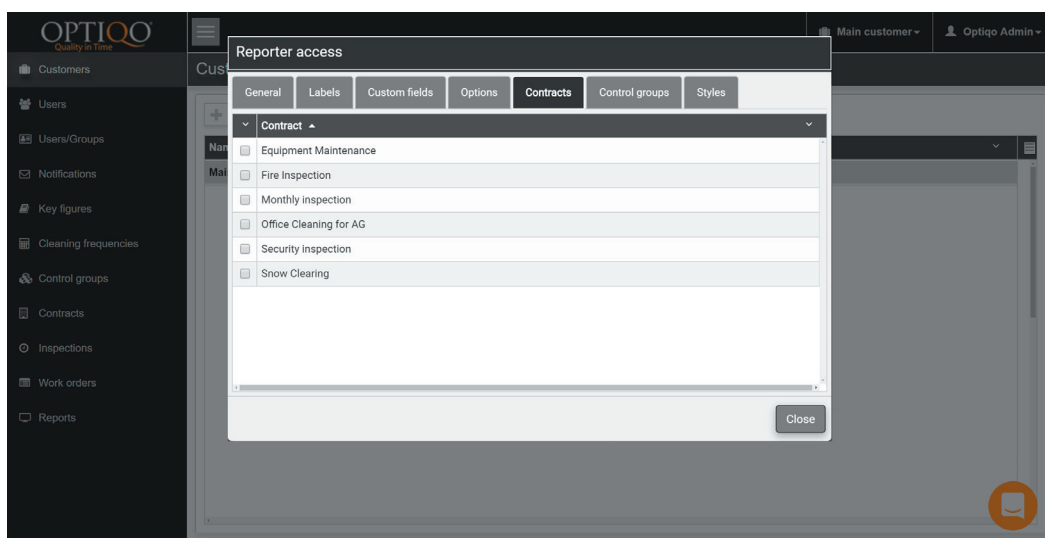 OPTIQO
Quality in Time
Main customer
Optiqo Admin
Customers
Users
Users/Groups
Notifications
Key figures
Cleaning frequencies
Control groups
Contracts
Inspections
Work orders
Reports
Cus
Nan
Mai
Reporter access
General Labels Custom fields Options Contracts Control groups Styles
Contract
Equipment Maintenance
Fire Inspection
Monthly inspection
Office Cleaning for AG
Security inspection
Snow Clearing
Close